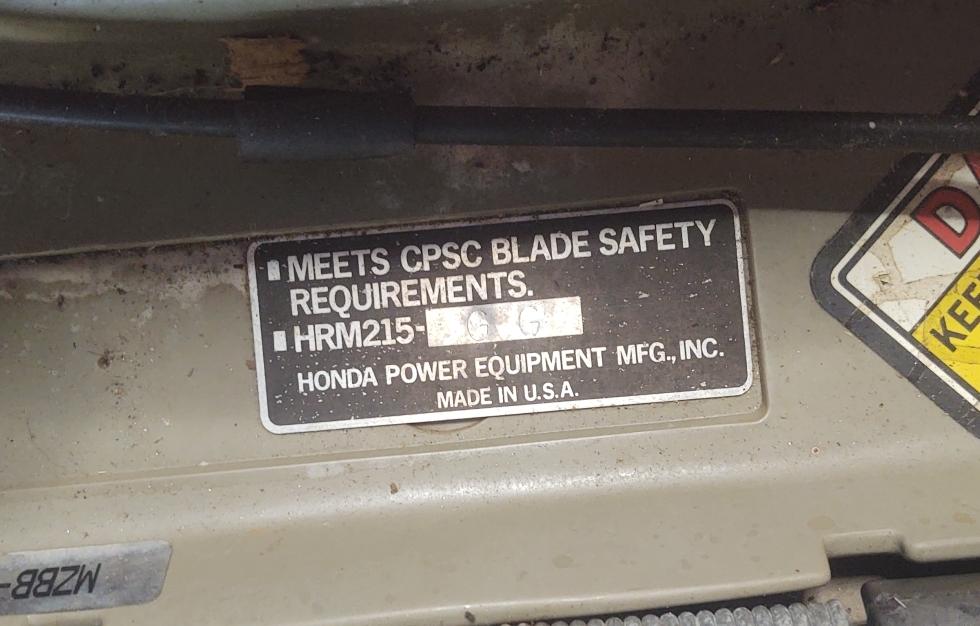 MEETS CPSC BLADE SAFETY
REQUIREMENTS.
HRM215- G G
HONDA POWER EQUIPMENT MFG., INC.
MADE IN U.S.A.
MZBB-